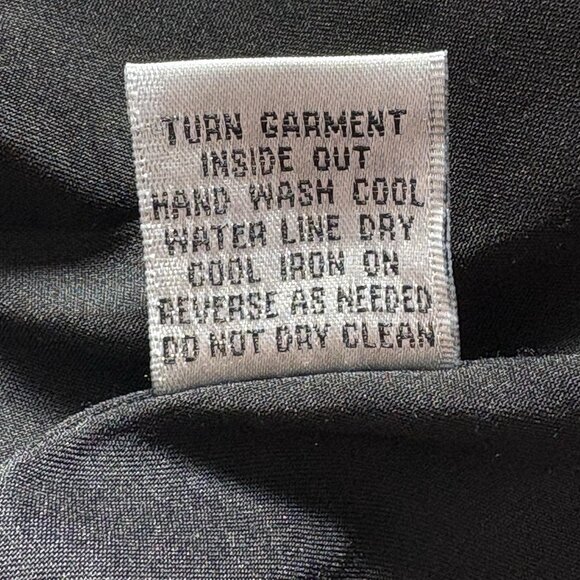 TURN GARMENT
INSIDE OUT
HAND WASH COOL
WATER LINE DRY
COOL IRON ON
REVERSE AS NEEDED
DO NOT DRY CLEAN